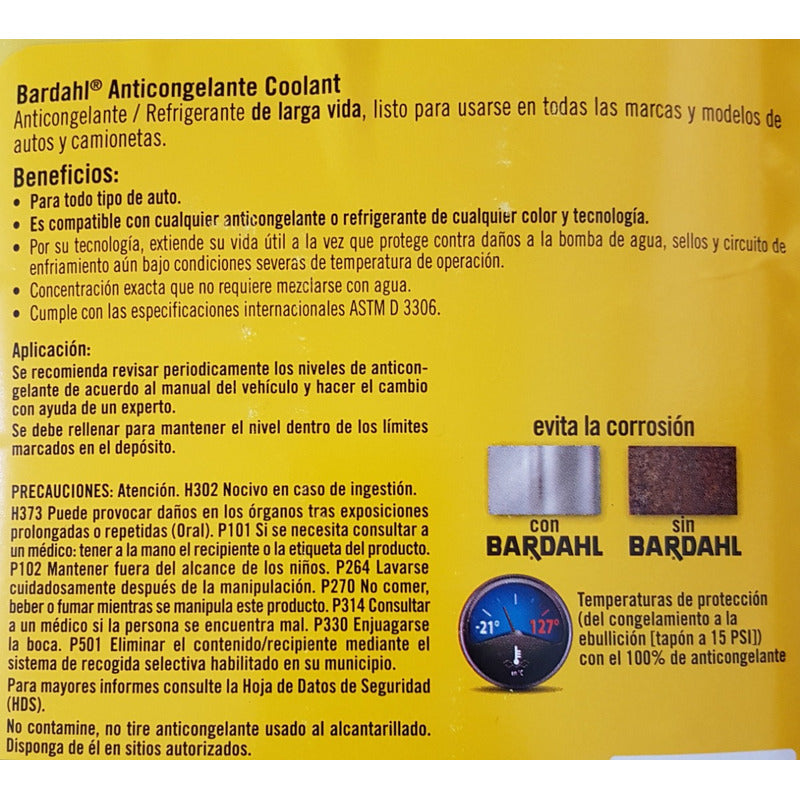 Bardahl® Anticongelante Coolant
Anticongelante / Refrigerante de larga vida, listo para usarse en todas las marcas y modelos de
autos y camionetas.
Beneficios:
• Para todo tipo de auto.
• Es compatible con cualquier anticongelante o refrigerante de cualquier color y tecnología.
• Por su tecnología, extiende su vida útil a la vez que protege contra daños a la bomba de agua, sellos y circuito de
enfriamiento aún bajo condiciones severas de temperatura de operación.
• Concentración exacta que no requiere mezclarse con agua.
• Cumple con las especificaciones internacionales ASTM D 3306.
Aplicación:
Se recomienda revisar periodicamente los niveles de anticon-
gelante de acuerdo al manual del vehículo y hacer el cambio
con ayuda de un experto.
Se debe rellenar para mantener el nivel dentro de los límites
marcados en el depósito.
PRECAUCIONES: Atención. H302 Nocivo en caso de ingestión.
H373 Puede provocar daños en los órganos tras exposiciones
prolongadas o repetidas (Oral). P101 Si se necesita consultar a
un médico: tener a la mano el recipiente o la etiqueta del producto.
P102 Mantener fuera del alcance de los niños. P264 Lavarse
cuidadosamente después de la manipulación. P270 No comer,
beber o fumar mientras se manipula este producto. P314 Consultar
a un médico si la persona se encuentra mal. P330 Enjuagarse
la boca. P501 Eliminar el contenido/recipiente mediante el
sistema de recogida selectiva habilitado en su municipio.
Para mayores informes consulte la Hoja de Datos de Seguridad
(HDS).
No contamine, no tire anticongelante usado al alcantarillado.
Disponga de él en sitios autorizados.
evita la corrosión
con
BARDAHL
sin
BARDAHL
-21° 127°
en °C
Temperaturas de protección
(del congelamiento a la
ebullición [tapón a 15 PSI])
con el 100% de anticongelante